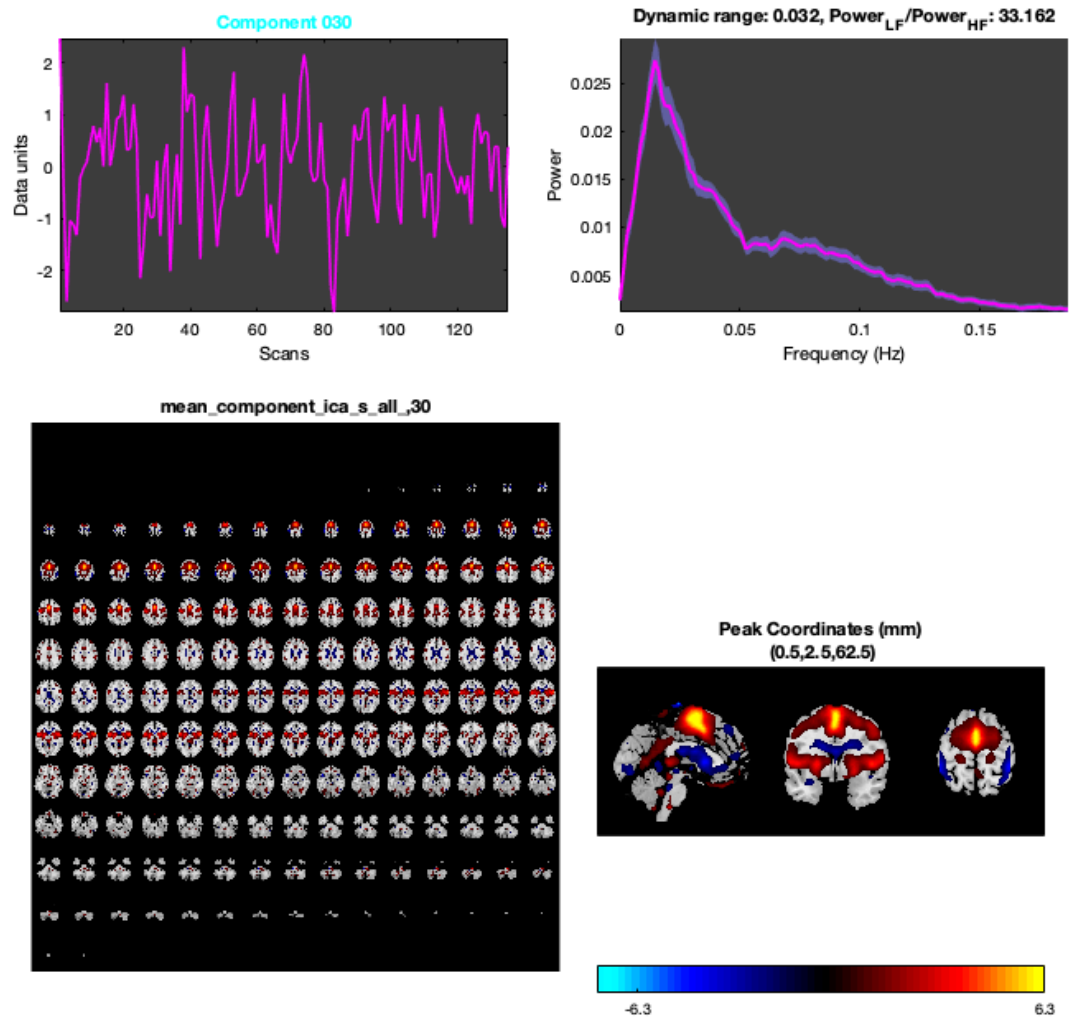 Component 030
2
1
0
-1
-2
Data units
20
40
60
80
100
120
Scans
Dynamic range: 0.032, Power_LF/Power_HF: 33.162
0.025
0.02
0.015
0.01
0.005
Power
0
0.05
0.1
0.15
Frequency (Hz)
mean_component_ica_s_all_,30
Peak Coordinates (mm)
(0.5,2.5,62.5)
-6.3
6.3